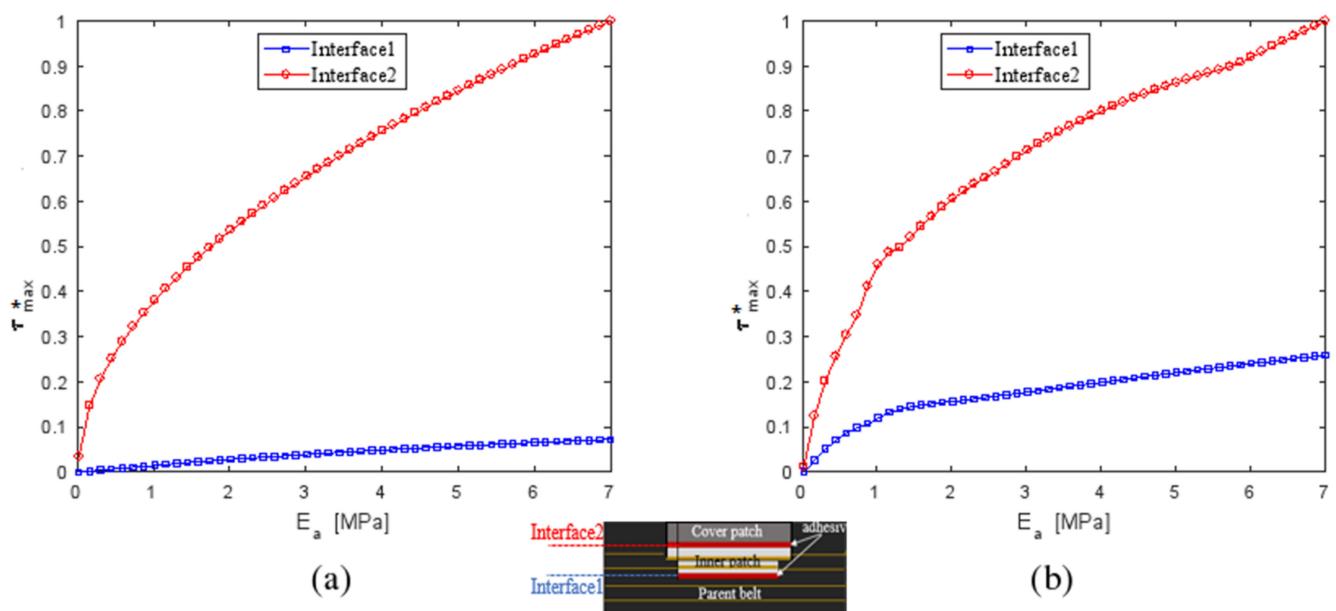 Interface1
Interface2
1
0.9
0.8
0.7
0.6
0.5
0.4
0.3
0.2
0.1
0
τ*max
0 1 2 3 4 5 6 7
E_a [MPa]
(a)
Interface1
Interface2
1
0.9
0.8
0.7
0.6
0.5
0.4
0.3
0.2
0.1
0
τ*max
0 1 2 3 4 5 6 7
E_a [MPa]
(b)
Interface2
Interface1
Cover patch
adhesiv
Inner patch
Parent belt